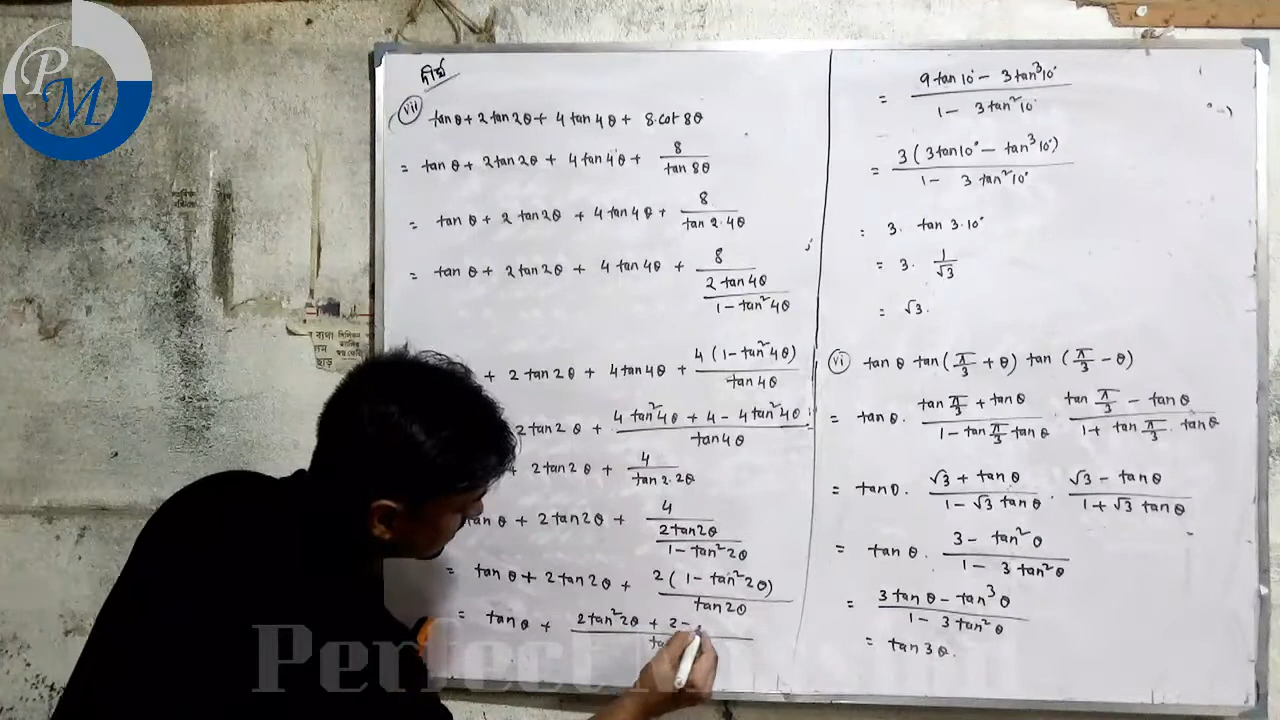 PM
দীর্ঘ
(vii) tanθ + 2 tan 2θ + 4 tan 4θ + 8.cot 8θ
= tan θ + 2 tan 2θ + 4 tan 4θ + 8/tan 8θ
= tan θ + 2 tan 2θ + 4 tan 4θ + 8/tan 2.4θ
= tan θ + 2 tan 2θ + 4 tan 4θ + 8/(2 tan 4θ/(1 - tan²4θ))
+ 2 tan 2θ + 4 tan 4θ + 4(1 - tan²4θ)/tan 4θ
2 tan 2θ + (4 tan²4θ + 4 - 4 tan²4θ)/tan 4θ
+ 2 tan 2θ + 4/tan 2.2θ
tan θ + 2 tan 2θ + 4/(2 tan 2θ/(1 - tan²2θ))
= tan θ + 2 tan 2θ + 2(1 - tan²2θ)/tan 2θ
= tan θ + (2 tan²2θ + 2 -
= (9 tan 10° - 3 tan³10°)/(1 - 3 tan²10°)
= 3(3 tan 10° - tan³10°)/(1 - 3 tan²10°)
= 3. tan 3.10°
= 3. 1/√3
= √3.
(vi) tan θ tan(π/3 + θ) tan(π/3 - θ)
= tan θ. (tan π/3 + tan θ)/(1 - tan π/3 tan θ) . (tan π/3 - tan θ)/(1 + tan π/3 . tan θ)
= tan θ. (√3 + tan θ)/(1 - √3 tan θ) . (√3 - tan θ)/(1 + √3 tan θ)
= tan θ. (3 - tan²θ)/(1 - 3 tan²θ)
= (3 tan θ - tan³θ)/(1 - 3 tan²θ)
= tan 3θ.